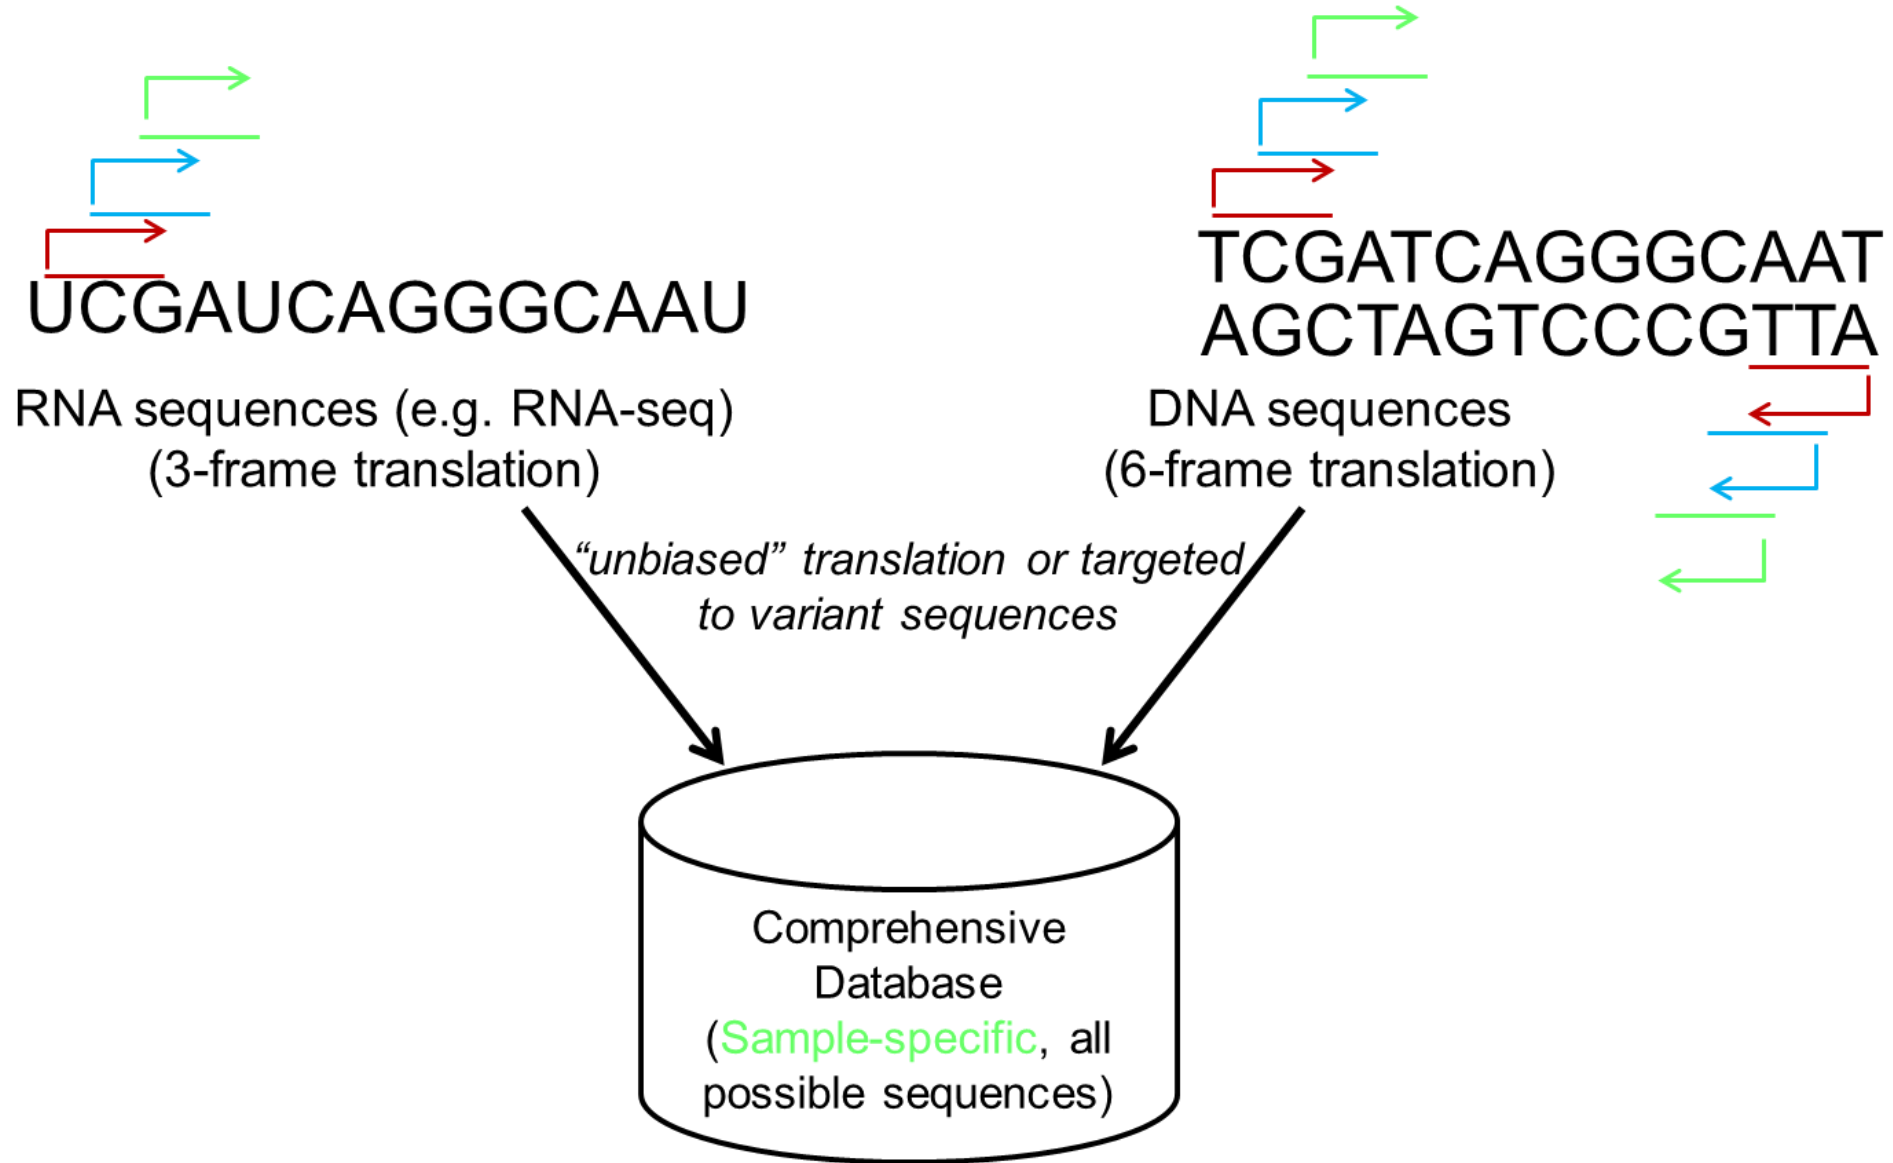 UCGAUCAGGGCAAU
RNA sequences (e.g. RNA-seq)
(3-frame translation)
TCGATCAGGGCAAT
AGCTAGTCCCGTTA
DNA sequences
(6-frame translation)
“unbiased” translation or targeted
to variant sequences
Comprehensive
Database
(Sample-specific, all
possible sequences)